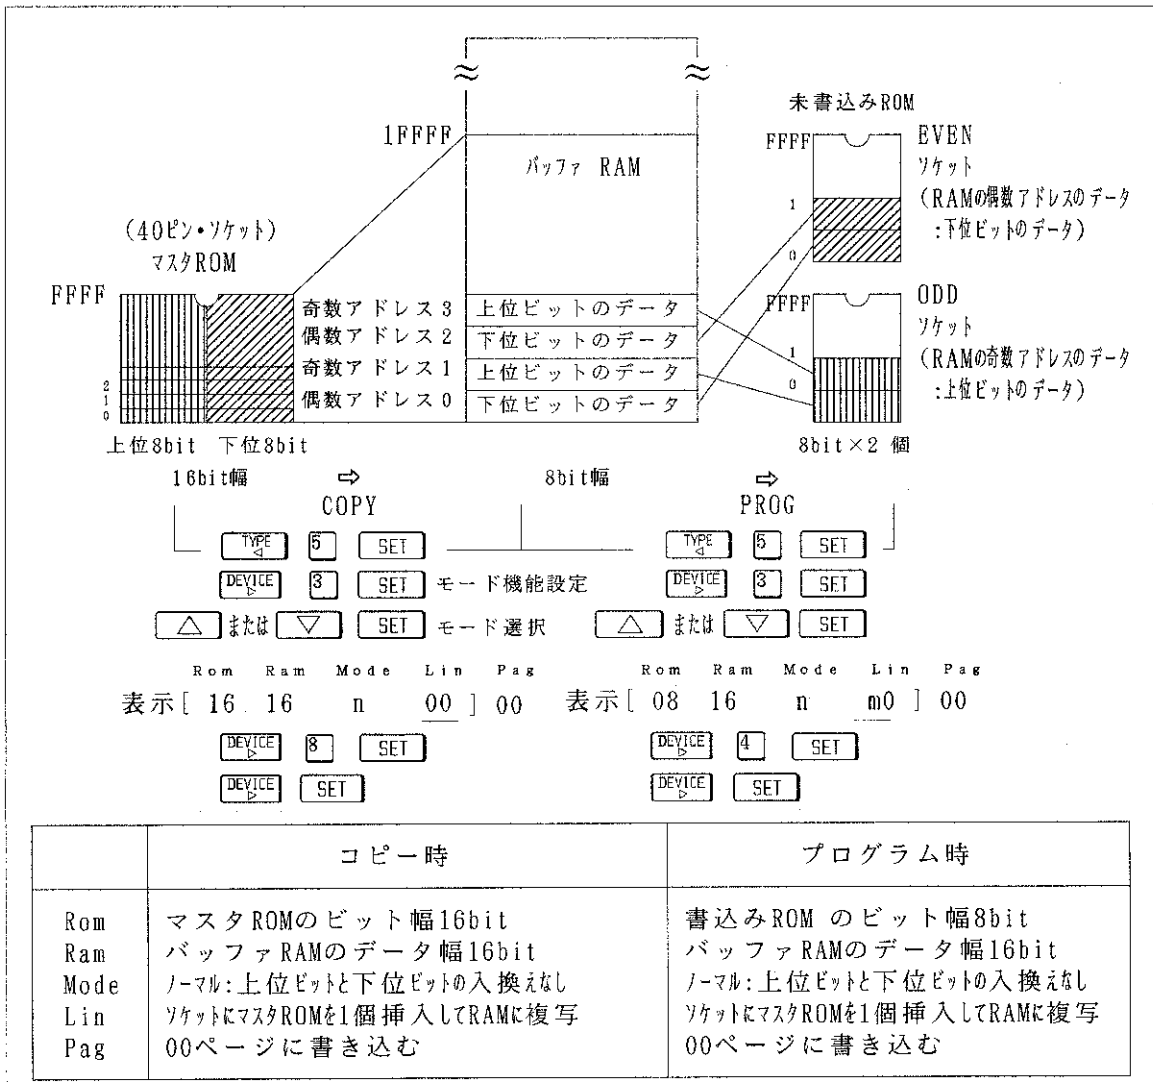 1FFFF
バッファ RAM
(40ピン・ソケット)
マスタROM
FFFF
2
1
0
上位8bit 下位8bit
奇数アドレス3 上位ビットのデータ
偶数アドレス2 下位ビットのデータ
奇数アドレス1 上位ビットのデータ
偶数アドレス0 下位ビットのデータ
未書込みROM
FFFF
1
0
EVEN
ソケット
(RAMの偶数アドレスのデータ
:下位ビットのデータ)
FFFF
1
0
ODD
ソケット
(RAMの奇数アドレスのデータ
:上位ビットのデータ)
8bit×2 個
16bit幅 ⇨ 8bit幅 ⇨
COPY PROG
TYPE ◁ 5 SET TYPE ◁ 5 SET
DEVICE ▷ 3 SET モード機能設定 DEVICE ▷ 3 SET
△ または ▽ SET モード選択 △ または ▽ SET
Rom Ram Mode Lin Pag Rom Ram Mode Lin Pag
表示[ 16 16 n 00 ] 00 表示[ 08 16 n m0 ] 00
DEVICE ▷ 8 SET DEVICE ▷ 4 SET
DEVICE ▷ SET DEVICE ▷ SET
コピー時 プログラム時
Rom マスタROMのビット幅16bit 書込みROM のビット幅8bit
Ram バッファRAMのデータ幅16bit バッファRAMのデータ幅16bit
Mode ノーマル:上位ビットと下位ビットの入換えなし ノーマル:上位ビットと下位ビットの入換えなし
Lin ソケットにマスタROMを1個挿入してRAMに複写 ソケットにマスタROMを1個挿入してRAMに複写
Pag 00ページに書き込む 00ページに書き込む